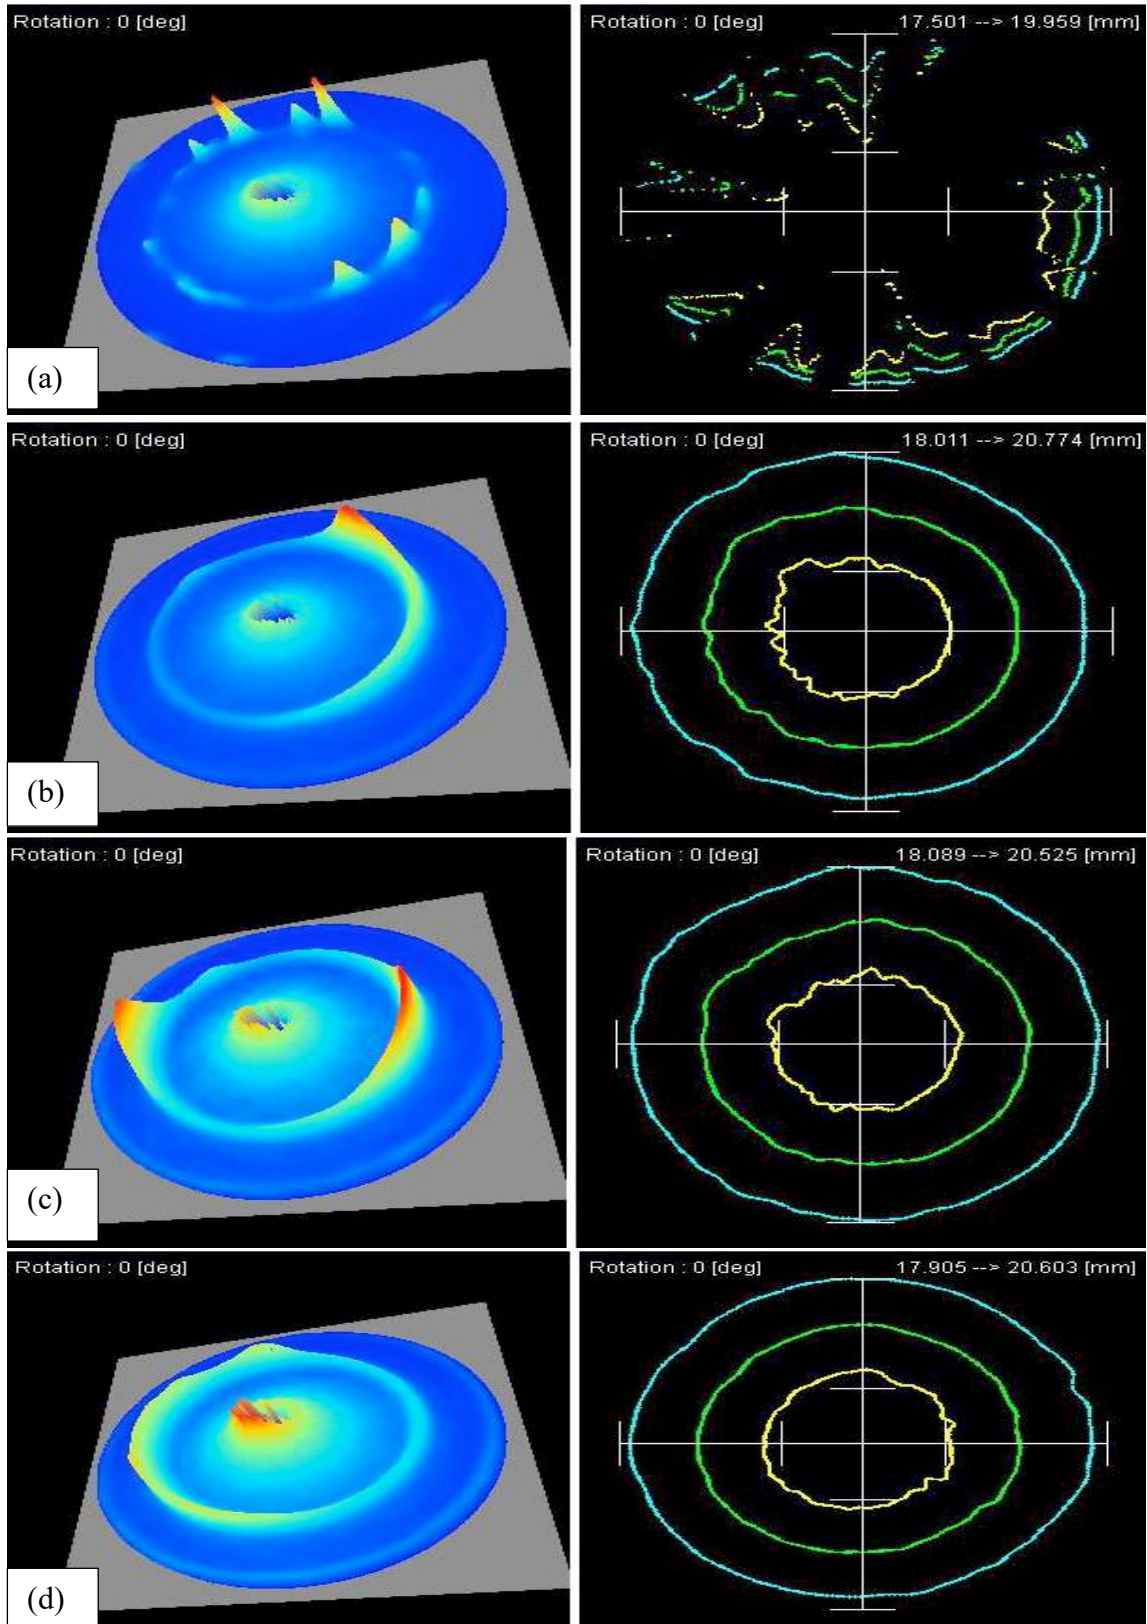 Rotation : 0 [deg]
Rotation : 0 [deg] 17.501 --> 19.959 [mm]
(a)
Rotation : 0 [deg]
Rotation : 0 [deg] 18.011 --> 20.774 [mm]
(b)
Rotation : 0 [deg]
Rotation : 0 [deg] 18.089 --> 20.525 [mm]
(c)
Rotation : 0 [deg]
Rotation : 0 [deg] 17.905 --> 20.603 [mm]
(d)